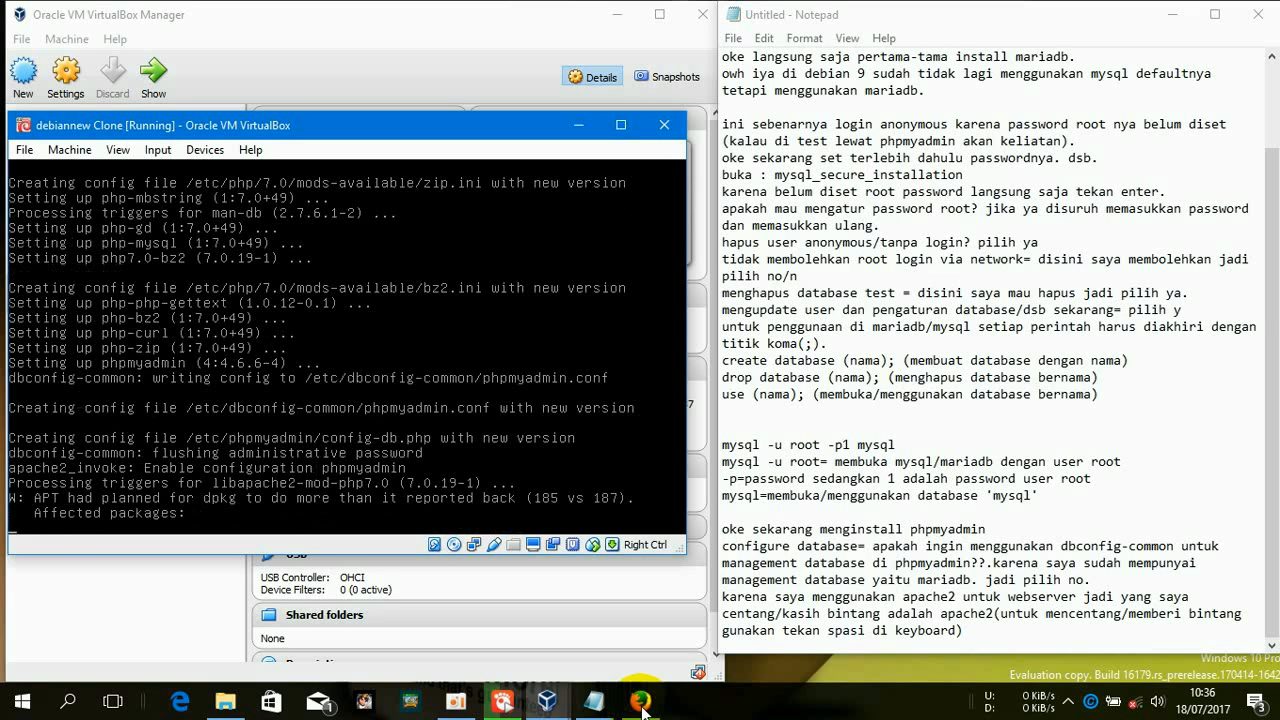 Oracle VM VirtualBox Manager
File Machine Help
New Settings Discard Show
Details Snapshots
debiannew Clone [Running] - Oracle VM VirtualBox
File Machine View Input Devices Help
Creating config file /etc/php/7.0/mods-available/zip.ini with new version
Setting up php-mbstring (1:7.0+49) ...
Processing triggers for man-db (2.7.6.1-2) ...
Setting up php-gd (1:7.0+49) ...
Setting up php-mysql (1:7.0+49) ...
Setting up php7.0-bz2 (7.0.19-1) ...
Creating config file /etc/php/7.0/mods-available/bz2.ini with new version
Setting up php-php-gettext (1.0.12-0.1) ...
Setting up php-bz2 (1:7.0+49) ...
Setting up php-curl (1:7.0+49) ...
Setting up php-zip (1:7.0+49) ...
Setting up phpmyadmin (4:4.6.6-4) ...
dbconfig-common: writing config to /etc/dbconfig-common/phpmyadmin.conf
Creating config file /etc/dbconfig-common/phpmyadmin.conf with new version
Creating config file /etc/phpmyadmin/config-db.php with new version
dbconfig-common: flushing administrative password
apache2_invoke: Enable configuration phpmyadmin
Processing triggers for libapache2-mod-php7.0 (7.0.19-1) ...
W: APT had planned for dpkg to do more than it reported back (185 vs 187).
Affected packages:
Right Ctrl
USB Controller: OHCI
Device Filters: 0 (0 active)
Shared folders
None
Untitled - Notepad
File Edit Format View Help
oke langsung saja pertama-tama install mariadb.
owh iya di debian 9 sudah tidak lagi menggunakan mysql defaultnya
tetapi menggunakan mariadb.
ini sebenarnya login anonymous karena password root nya belum diset
(kalau di test lewat phpmyadmin akan keliatan).
oke sekarang set terlebih dahulu passwordnya. dsb.
buka : mysql_secure_installation
karena belum diset root password langsung saja tekan enter.
apakah mau mengatur password root? jika ya disuruh memasukkan password
dan memasukkan ulang.
hapus user anonymous/tanpa login? pilih ya
tidak membolehkan root login via network= disini saya membolehkan jadi
pilih no/n
menghapus database test = disini saya mau hapus jadi pilih ya.
mengupdate user dan pengaturan database/dsb sekarang= pilih y
untuk penggunaan di mariadb/mysql setiap perintah harus diakhiri dengan
titik koma(;).
create database (nama); (membuat database dengan nama)
drop database (nama); (menghapus database bernama)
use (nama); (membuka/menggunakan database bernama)
mysql -u root -p1 mysql
mysql -u root= membuka mysql/mariadb dengan user root
-p=password sedangkan 1 adalah password user root
mysql=membuka/menggunakan database 'mysql'
oke sekarang menginstall phpmyadmin
configure database= apakah ingin menggunakan dbconfig-common untuk
management database di phpmyadmin??.karena saya sudah mempunyai
management database yaitu mariadb. jadi pilih no.
karena saya menggunakan apache2 untuk webserver jadi yang saya
centang/kasih bintang adalah apache2(untuk mencentang/memberi bintang
gunakan tekan spasi di keyboard)
Windows 10 Pro
Evaluation copy. Build 16179.rs_prerelease.170414-1642
U: 0 KiB/s
D: 0 KiB/s
10:36
18/07/2017